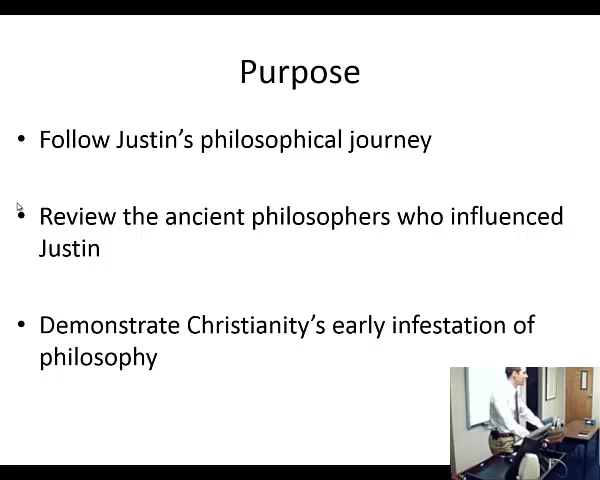 Purpose
• Follow Justin's philosophical journey
• Review the ancient philosophers who influenced
Justin
• Demonstrate Christianity's early infestation of
philosophy